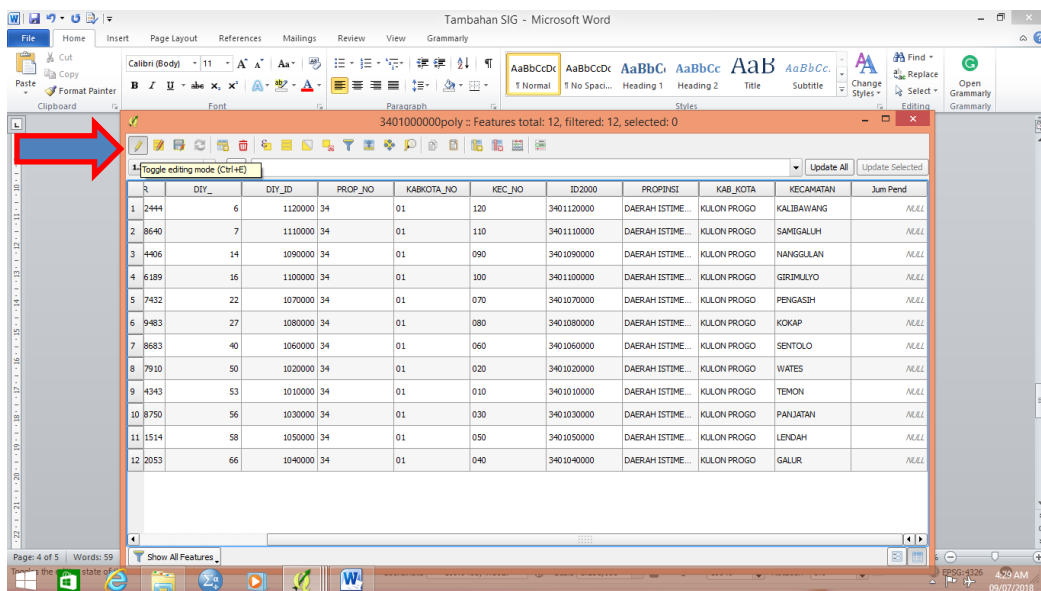 Tambahan SIG - Microsoft Word
File Home Insert Page Layout References Mailings Review View Grammarly
Cut
Copy
Format Painter
Paste
Clipboard
Calibri (Body) 11
Font
Paragraph
AaBbCcDc AaBbCcDc AaBbC AaBbCc AaB AaBbCc.
¶ Normal ¶ No Spaci... Heading 1 Heading 2 Title Subtitle
Change Styles
Styles
Find
Replace
Select
Editing
Open Grammarly
Grammarly
3401000000poly :: Features total: 12, filtered: 12, selected: 0
Toggle editing mode (Ctrl+E)
Update All Update Selected
R DIY_ DIY_ID PROP_NO KABKOTA_NO KEC_NO ID2000 PROPINSI KAB_KOTA KECAMATAN Jum Pend
1 2444 6 1120000 34 01 120 3401120000 DAERAH ISTIME... KULON PROGO KALIBAWANG NULL
2 8640 7 1110000 34 01 110 3401110000 DAERAH ISTIME... KULON PROGO SAMIGALUH NULL
3 4406 14 1090000 34 01 090 3401090000 DAERAH ISTIME... KULON PROGO NANGGULAN NULL
4 6189 16 1100000 34 01 100 3401100000 DAERAH ISTIME... KULON PROGO GIRIMULYO NULL
5 7432 22 1070000 34 01 070 3401070000 DAERAH ISTIME... KULON PROGO PENGASIH NULL
6 9483 27 1080000 34 01 080 3401080000 DAERAH ISTIME... KULON PROGO KOKAP NULL
7 8683 40 1060000 34 01 060 3401060000 DAERAH ISTIME... KULON PROGO SENTOLO NULL
8 7910 50 1020000 34 01 020 3401020000 DAERAH ISTIME... KULON PROGO WATES NULL
9 4343 53 1010000 34 01 010 3401010000 DAERAH ISTIME... KULON PROGO TEMON NULL
10 8750 56 1030000 34 01 030 3401030000 DAERAH ISTIME... KULON PROGO PANJATAN NULL
11 1514 58 1050000 34 01 050 3401050000 DAERAH ISTIME... KULON PROGO LENDAH NULL
12 2053 66 1040000 34 01 040 3401040000 DAERAH ISTIME... KULON PROGO GALUR NULL
Show All Features
Page: 4 of 5 Words: 59
EPSG:4326
4:29 AM
09/07/2018